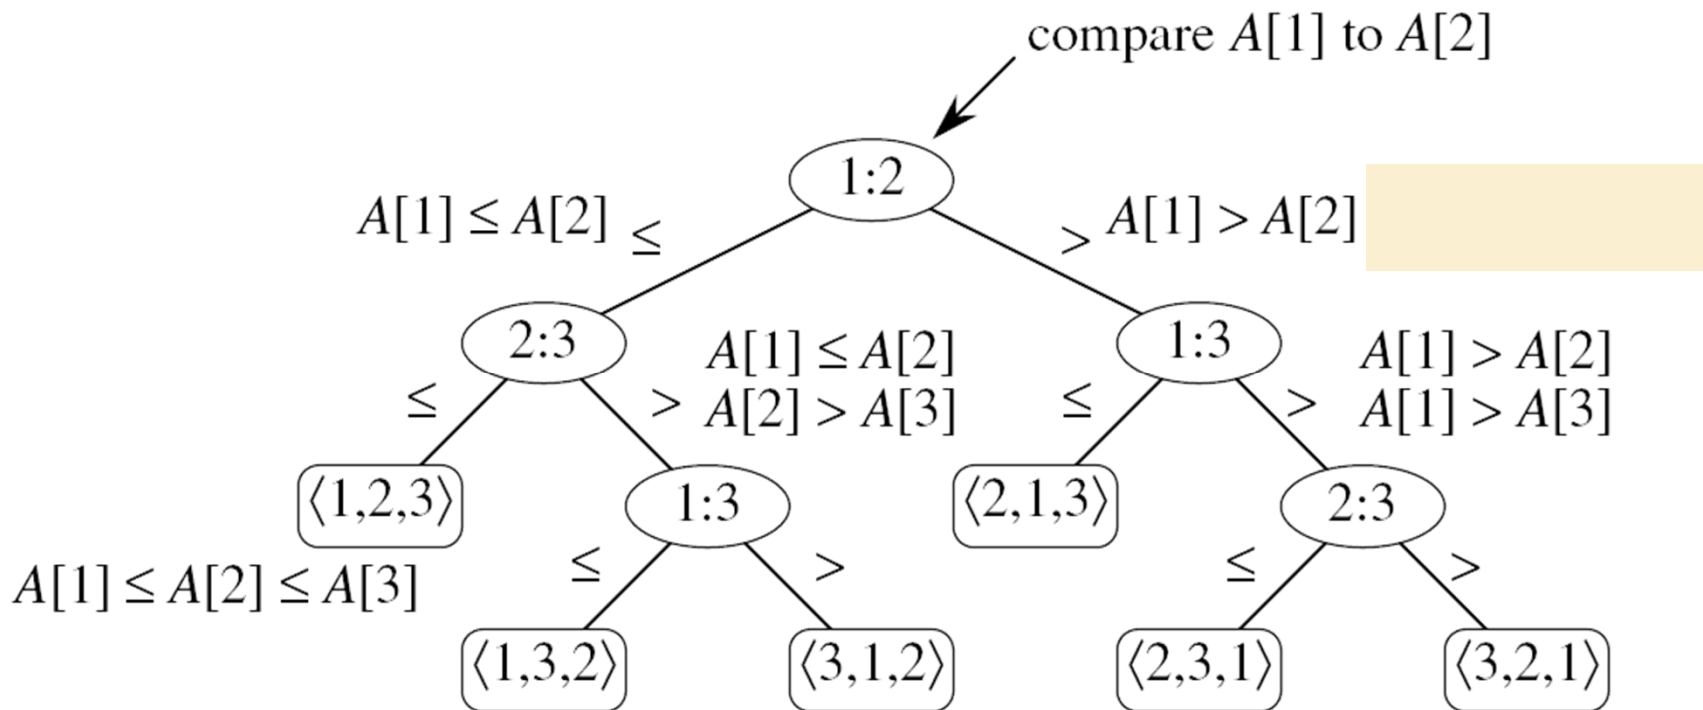 compare A[1] to A[2]
1:2
A[1] ≤ A[2] ≤
> A[1] > A[2]
2:3
1:3
≤
> A[1] ≤ A[2]
A[2] > A[3]
≤
> A[1] > A[2]
A[1] > A[3]
⟨1,2,3⟩
1:3
⟨2,1,3⟩
2:3
A[1] ≤ A[2] ≤ A[3]
≤
>
≤
>
⟨1,3,2⟩
⟨3,1,2⟩
⟨2,3,1⟩
⟨3,2,1⟩